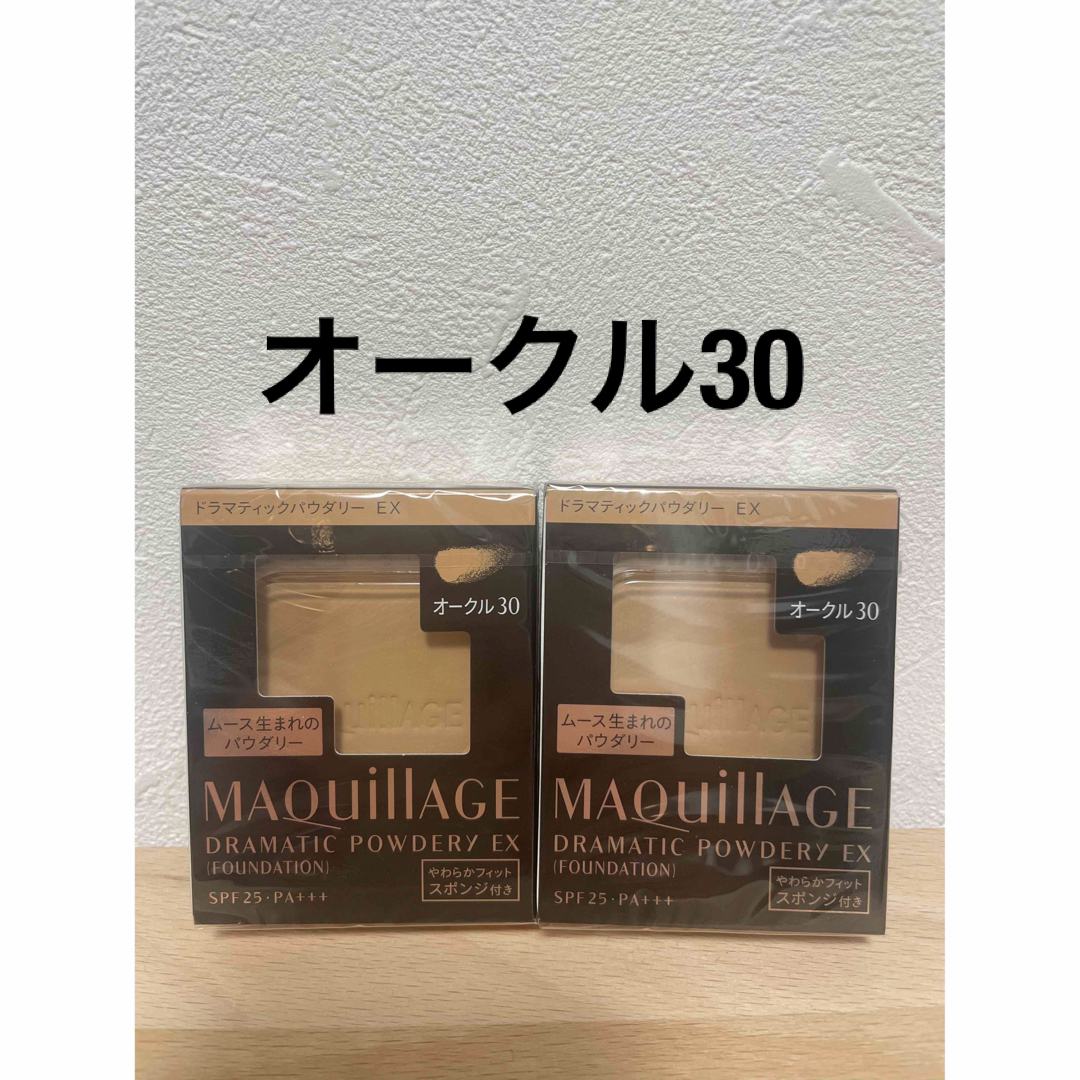 オークル30
ドラマティックパウダリー EX
オークル 30
uillAGE
ムース生まれの
パウダリー
MAQuillAGE
DRAMATIC POWDERY EX
(FOUNDATION)
SPF25・PA+++
やわらかフィット
スポンジ付き
ドラマティックパウダリー EX
オークル 30
uillAGE
ムース生まれの
パウダリー
MAQuillAGE
DRAMATIC POWDERY EX
(FOUNDATION)
SPF25・PA+++
やわらかフィット
スポンジ付き